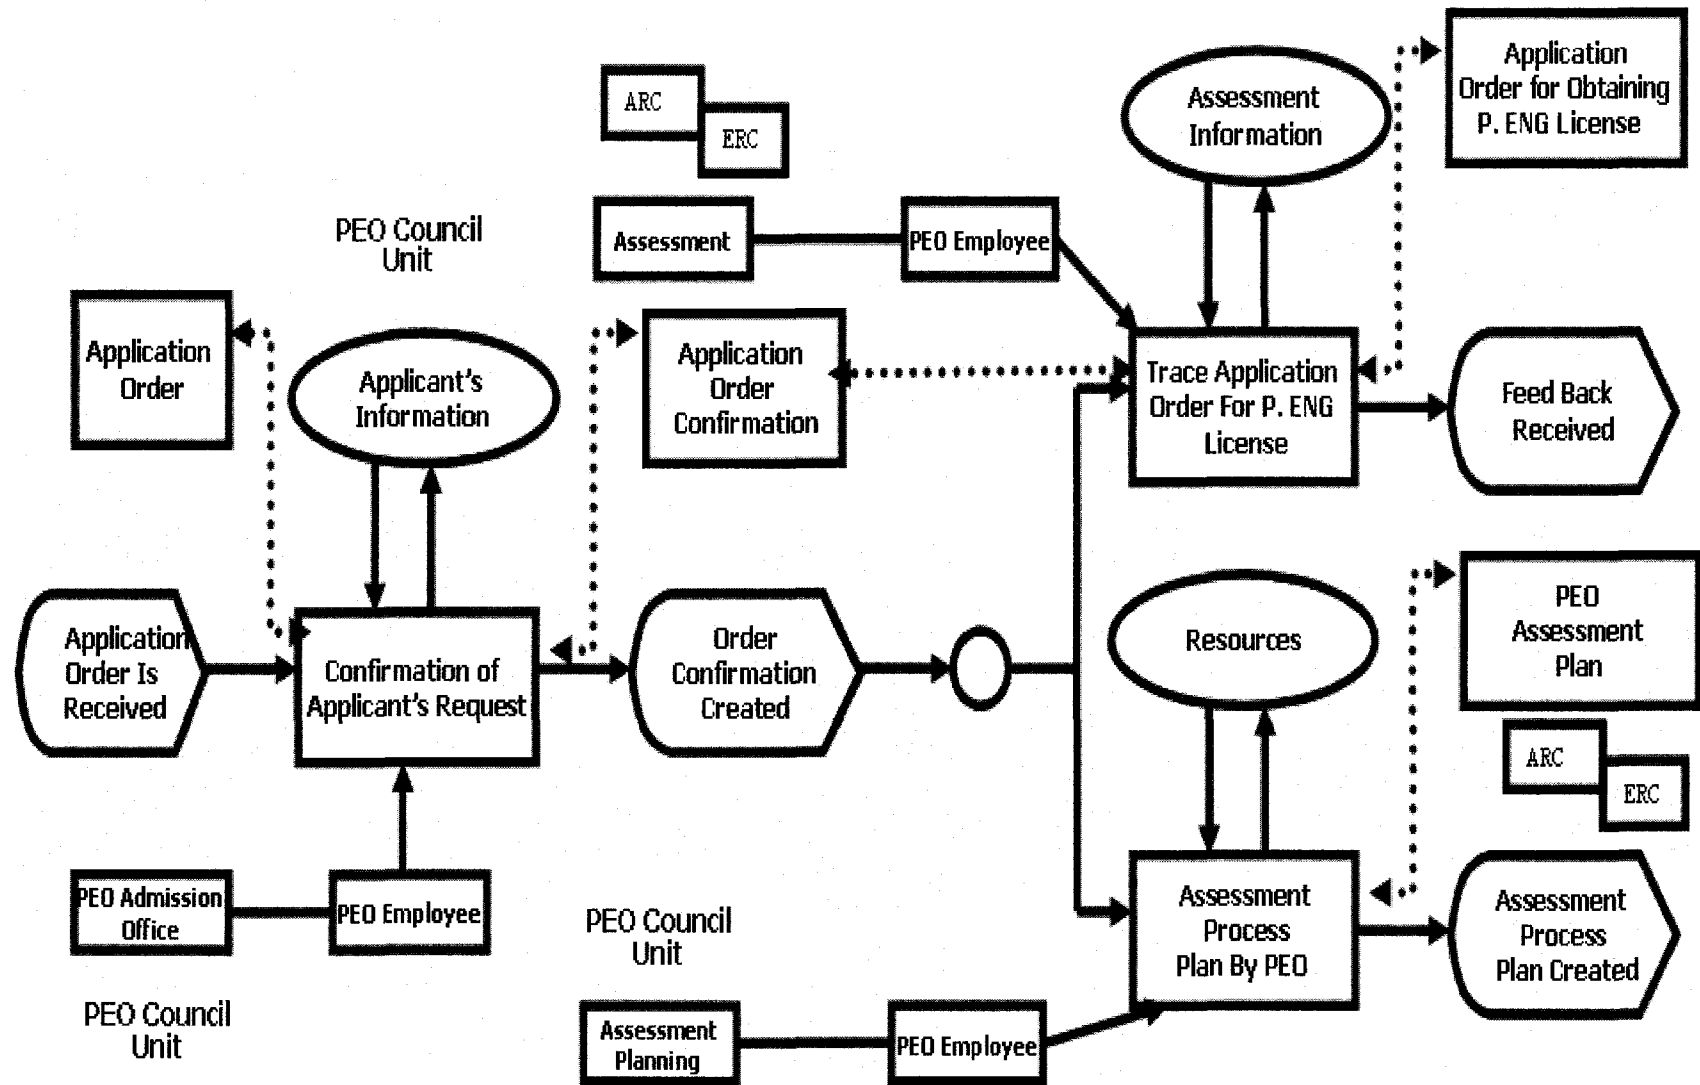 Application
Order for Obtaining
P. ENG License
Assessment
Information
ARC
ERC
PEO Council
Unit
Assessment
PEO Employee
Application
Order
Applicant's
Information
Application
Order
Confirmation
Trace Application
Order For P. ENG
License
Feed Back
Received
Application
Order Is
Received
Confirmation of
Applicant's Request
Order
Confirmation
Created
Resources
PEO
Assessment
Plan
ARC
ERC
PEO Admission
Office
PEO Employee
PEO Council
Unit
PEO Council
Unit
Assessment
Process
Plan By PEO
Assessment
Process
Plan Created
Assessment
Planning
PEO Employee